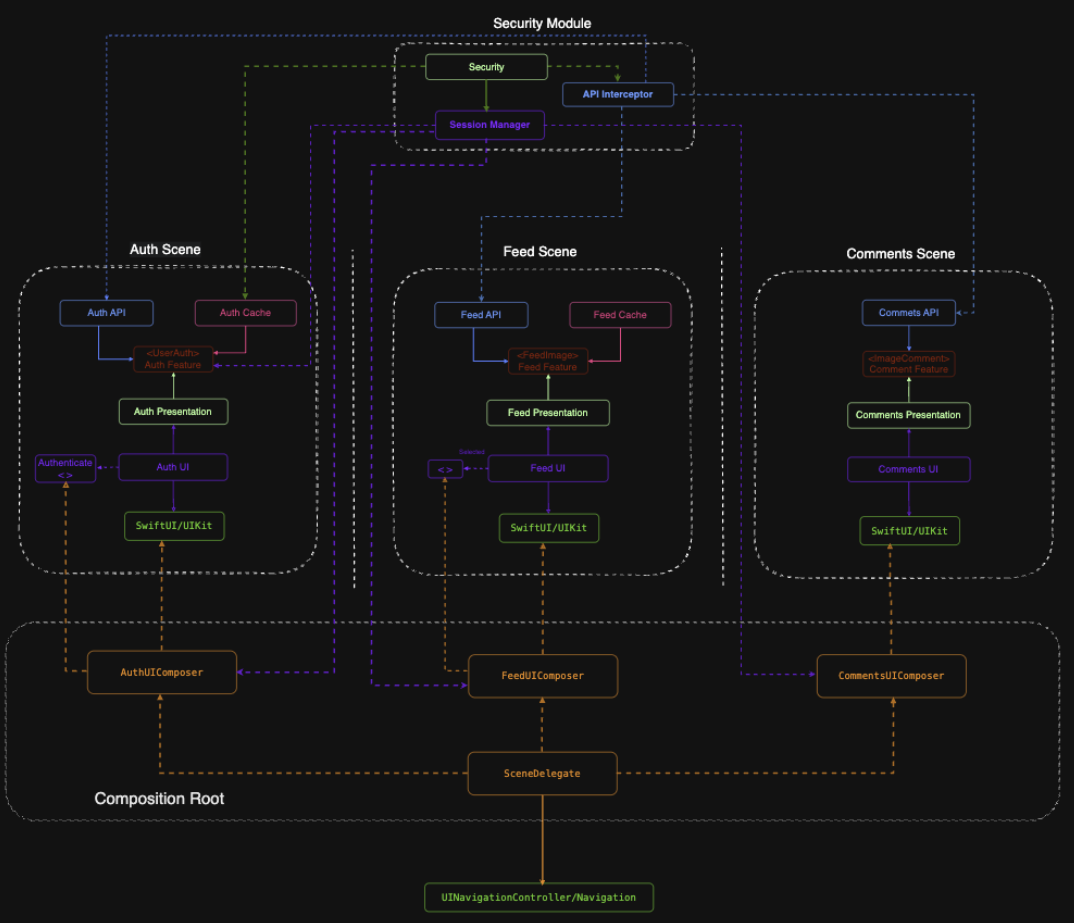 Security Module
Security
API Interceptor
Session Manager
Auth Scene
Feed Scene
Comments Scene
Auth API
Auth Cache
Feed API
Feed Cache
Commets API
<UserAuth>
Auth Feature
<FeedImage>
Feed Feature
<ImageComment>
Comment Feature
Auth Presentation
Feed Presentation
Comments Presentation
Authenticate
<>
Auth UI
Selected
<>
Feed UI
Comments UI
SwiftUI/UIKit
SwiftUI/UIKit
SwiftUI/UIKit
AuthUIComposer
FeedUIComposer
CommentsUIComposer
SceneDelegate
Composition Root
UINavigationController/Navigation